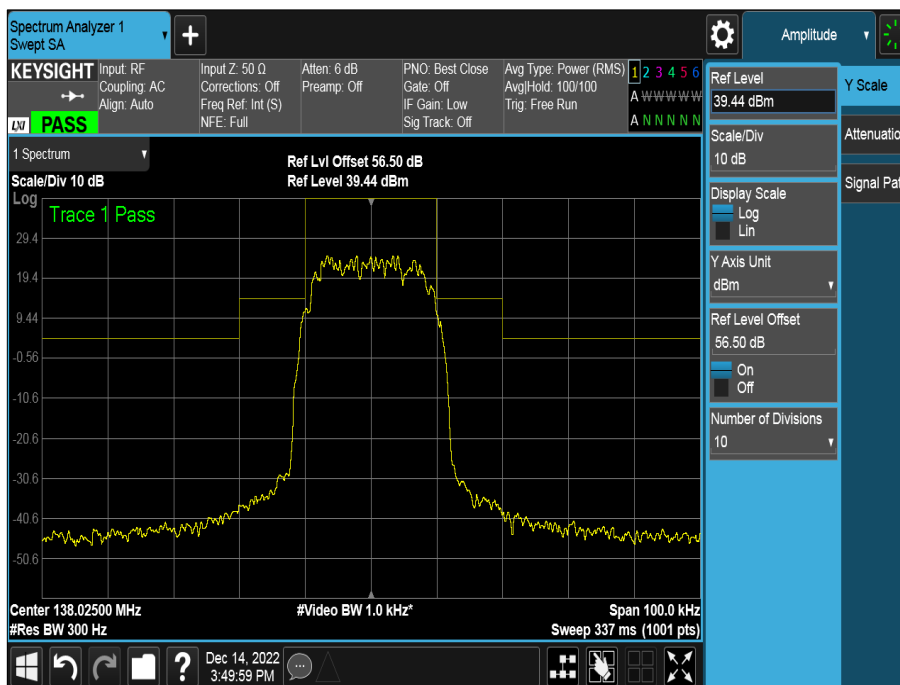 Spectrum Analyzer 1
Swept SA
Amplitude
KEYSIGHT
Input: RF
Coupling: AC
Align: Auto
Input Z: 50 Ω
Corrections: Off
Freq Ref: Int (S)
NFE: Full
Atten: 6 dB
Preamp: Off
PNO: Best Close
Gate: Off
IF Gain: Low
Sig Track: Off
Avg Type: Power (RMS)
Avg|Hold: 100/100
Trig: Free Run
1 2 3 4 5 6
A W W W W W
A N N N N N
LXI PASS
1 Spectrum
Scale/Div 10 dB
Ref Lvl Offset 56.50 dB
Ref Level 39.44 dBm
Log
Trace 1 Pass
29.4
19.4
9.44
-0.56
-10.6
-20.6
-30.6
-40.6
-50.6
Center 138.02500 MHz
#Res BW 300 Hz
#Video BW 1.0 kHz*
Span 100.0 kHz
Sweep 337 ms (1001 pts)
Ref Level
39.44 dBm
Scale/Div
10 dB
Display Scale
Log
Lin
Y Axis Unit
dBm
Ref Level Offset
56.50 dB
On
Off
Number of Divisions
10
Y Scale
Attenuatio
Signal Pat
?
Dec 14, 2022
3:49:59 PM